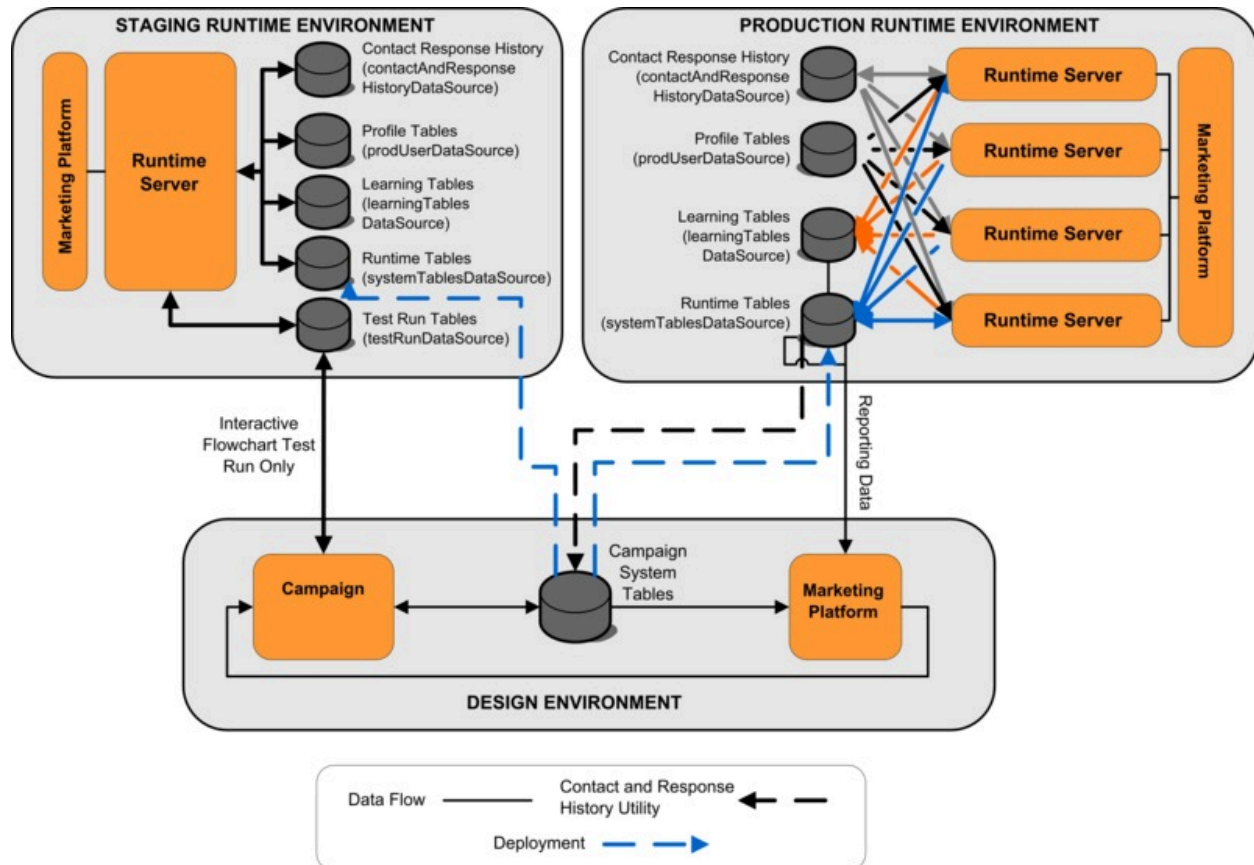 STAGING RUNTIME ENVIRONMENT
Marketing Platform
Runtime
Server
Contact Response History
(contactAndResponse
HistoryDataSource)
Profile Tables
(prodUserDataSource)
Learning Tables
(learningTables
DataSource)
Runtime Tables
(systemTablesDataSource)
Test Run Tables
(testRunDataSource)
PRODUCTION RUNTIME ENVIRONMENT
Contact Response History
(contactAndResponse
HistoryDataSource)
Profile Tables
(prodUserDataSource)
Learning Tables
(learningTables
DataSource)
Runtime Tables
(systemTablesDataSource)
Runtime Server
Runtime Server
Runtime Server
Runtime Server
Marketing Platform
Interactive
Flowchart Test
Run Only
Reporting Data
Campaign
Campaign
System
Tables
Marketing
Platform
DESIGN ENVIRONMENT
Data Flow
Contact and Response
History Utility
Deployment